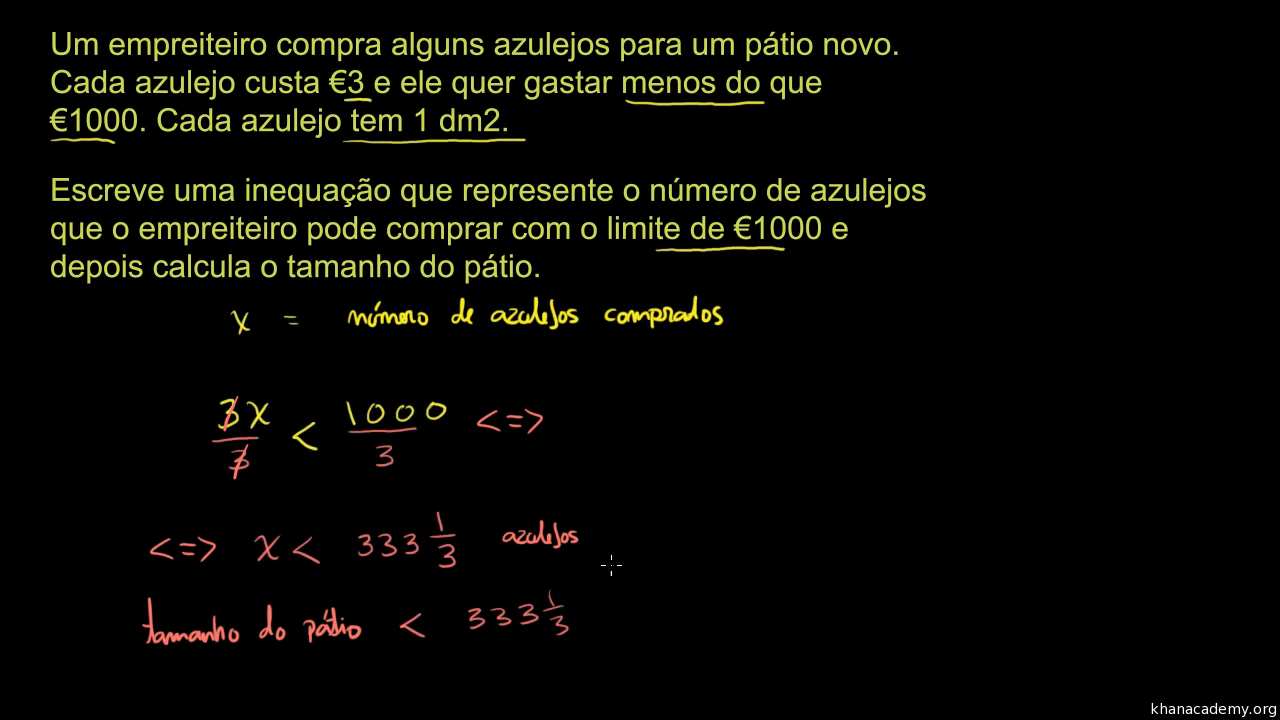 Um empreiteiro compra alguns azulejos para um pátio novo.
Cada azulejo custa €3 e ele quer gastar menos do que
€1000. Cada azulejo tem 1 dm2.
Escreve uma inequação que represente o número de azulejos
que o empreiteiro pode comprar com o limite de €1000 e
depois calcula o tamanho do pátio.
x = número de azulejos comprados
3x/3 < 1000/3 <=>
<=> x < 333 1/3 azulejos
tamanho do pátio < 333 1/3
khanacademy.org